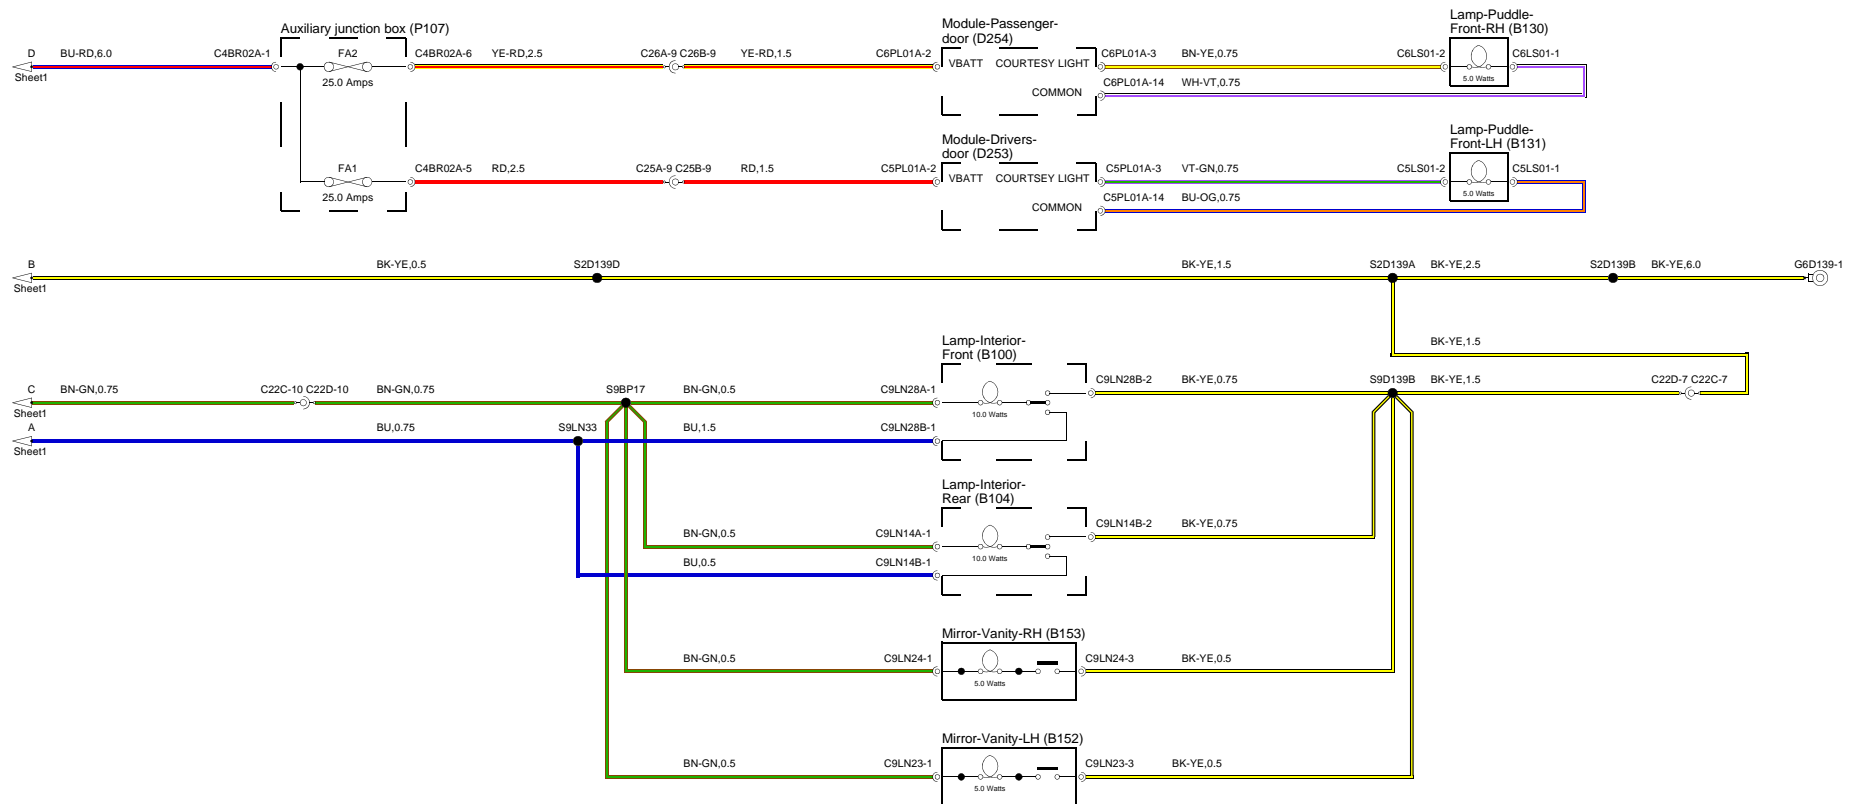 Auxiliary junction box (P107)
D
BU-RD,6.0
C4BR02A-1
FA2
25.0 Amps
C4BR02A-6
YE-RD,2.5
C26A-9 C26B-9
YE-RD,1.5
C6PL01A-2
Sheet1
Module-Passenger-
door (D254)
VBATT
COURTESY LIGHT
COMMON
C6PL01A-3
BN-YE,0.75
C6LS01-2
C6PL01A-14
WH-VT,0.75
Lamp-Puddle-
Front-RH (B130)
5.0 Watts
C6LS01-1
FA1
25.0 Amps
C4BR02A-5
RD,2.5
C25A-9 C25B-9
RD,1.5
C5PL01A-2
Module-Drivers-
door (D253)
VBATT
COURTSEY LIGHT
COMMON
C5PL01A-3
VT-GN,0.75
C5LS01-2
C5PL01A-14
BU-OG,0.75
Lamp-Puddle-
Front-LH (B131)
5.0 Watts
C5LS01-1
B
Sheet1
BK-YE,0.5
S2D139D
BK-YE,1.5
S2D139A
BK-YE,2.5
S2D139B
BK-YE,6.0
G6D139-1
BK-YE,1.5
C
Sheet1
BN-GN,0.75
C22C-10 C22D-10
BN-GN,0.75
S9BP17
BN-GN,0.5
C9LN28A-1
Lamp-Interior-
Front (B100)
10.0 Watts
C9LN28B-2
BK-YE,0.75
S9D139B
BK-YE,1.5
C22D-7 C22C-7
A
Sheet1
BU,0.75
S9LN33
BU,1.5
C9LN28B-1
Lamp-Interior-
Rear (B104)
BN-GN,0.5
C9LN14A-1
10.0 Watts
C9LN14B-2
BK-YE,0.75
BU,0.5
C9LN14B-1
Mirror-Vanity-RH (B153)
BN-GN,0.5
C9LN24-1
5.0 Watts
C9LN24-3
BK-YE,0.5
Mirror-Vanity-LH (B152)
BN-GN,0.5
C9LN23-1
5.0 Watts
C9LN23-3
BK-YE,0.5